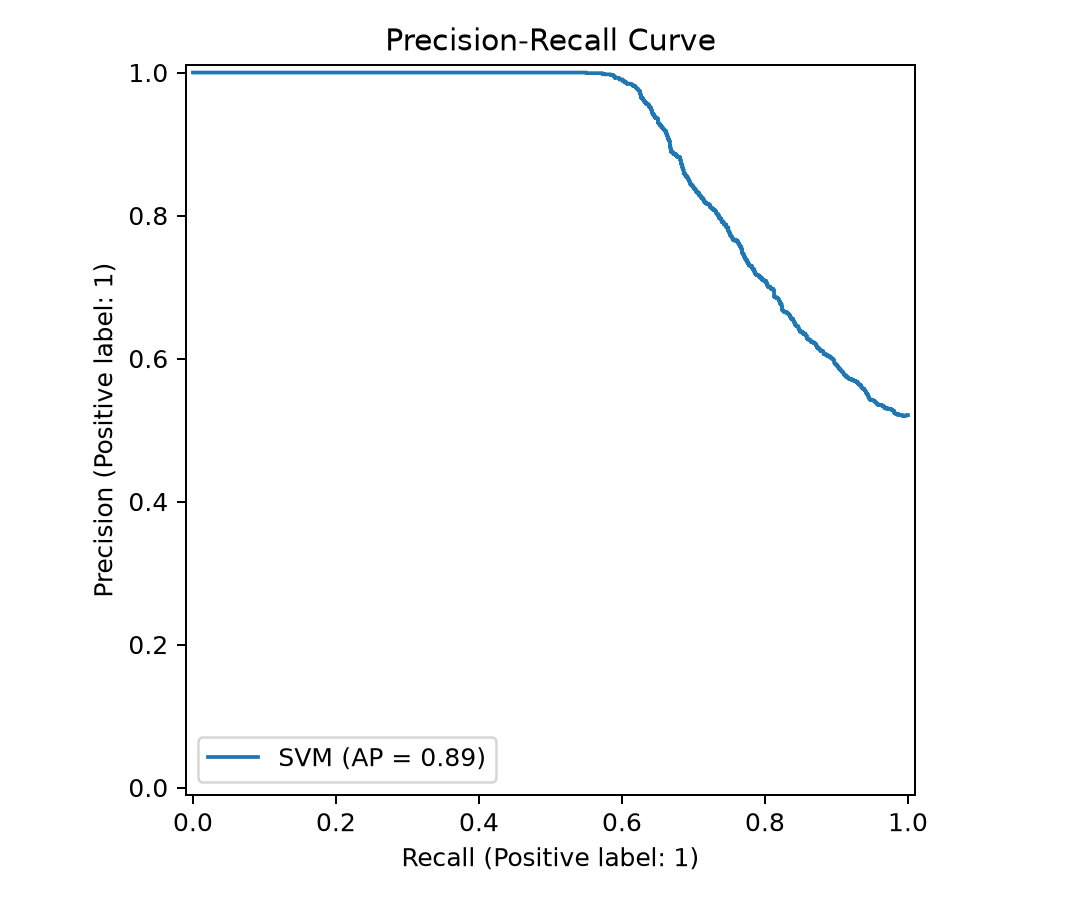 Precision-Recall Curve
Precision (Positive label: 1)
1.0
0.8
0.6
0.4
0.2
0.0
SVM (AP = 0.89)
0.0 0.2 0.4 0.6 0.8 1.0
Recall (Positive label: 1)